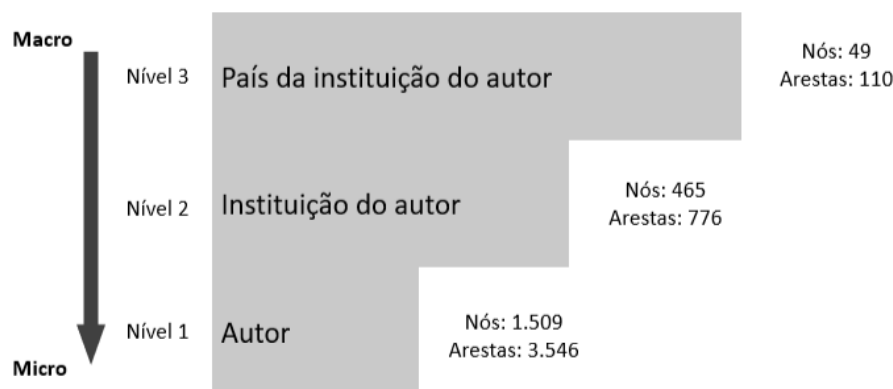 Macro
Nível 3
País da instituição do autor
Nós: 49
Arestas: 110
Nível 2
Instituição do autor
Nós: 465
Arestas: 776
Nível 1
Autor
Nós: 1.509
Arestas: 3.546
Micro